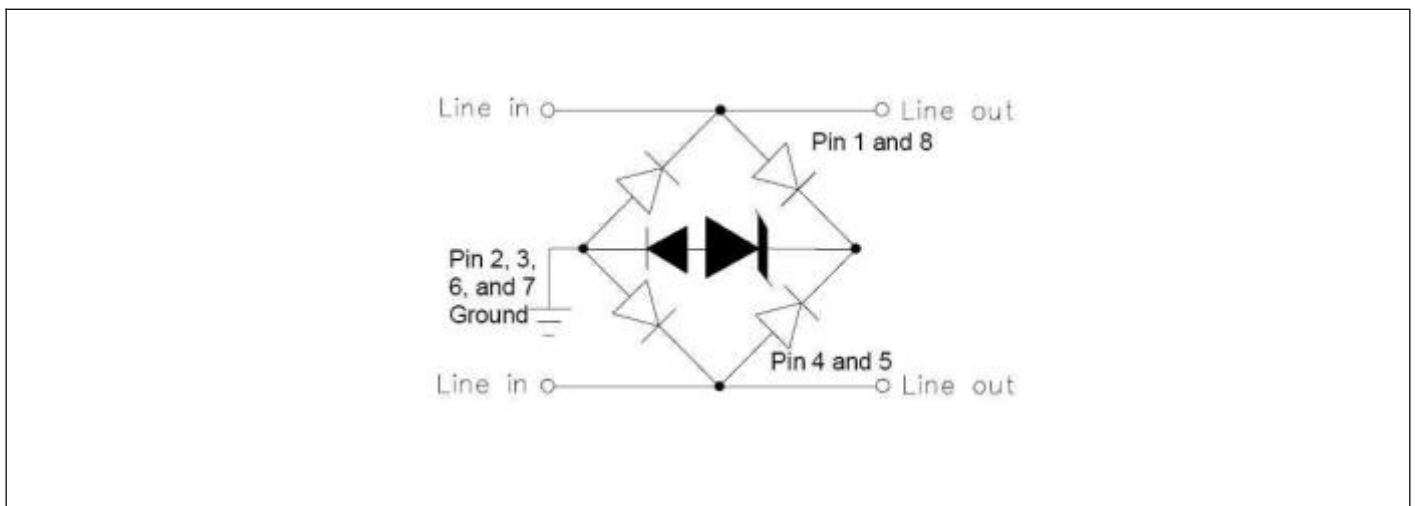 Line in
Line out
Pin 1 and 8
Pin 2, 3,
6, and 7
Ground
Pin 4 and 5
Line in
Line out